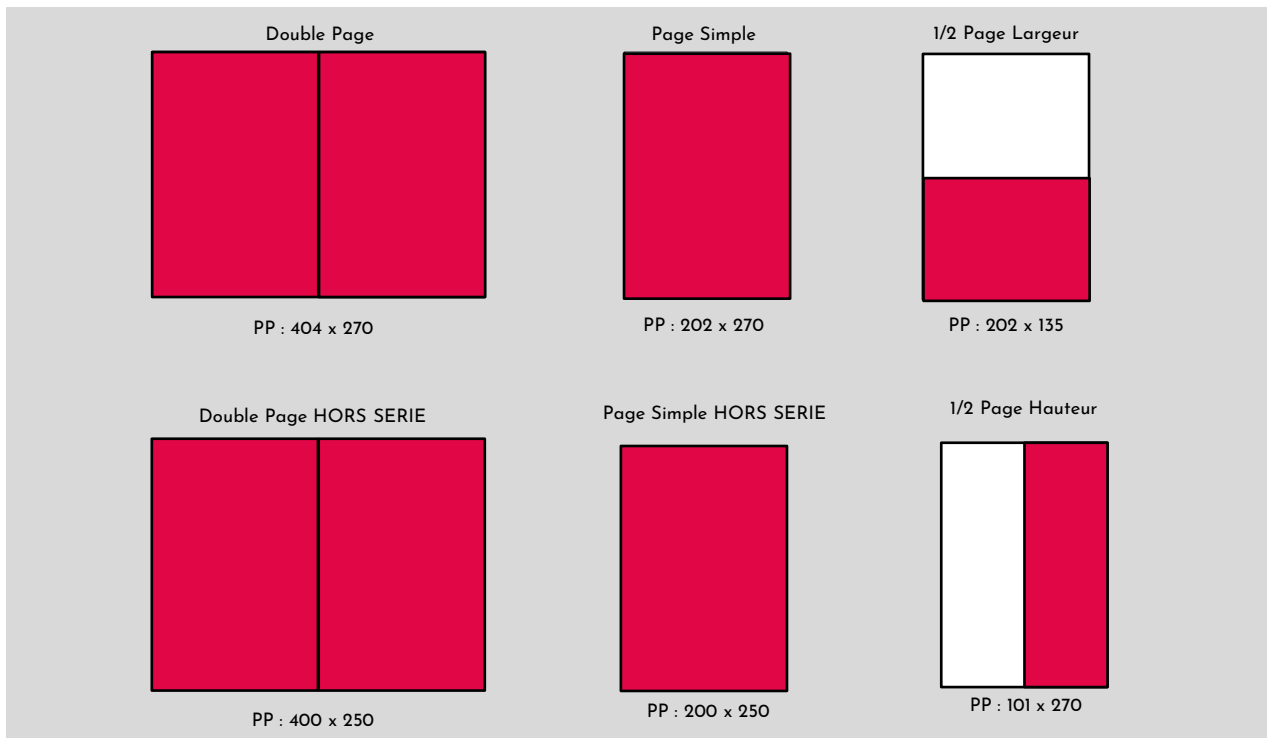 Double Page
Page Simple
1/2 Page Largeur
PP : 404 x 270
PP : 202 x 270
PP : 202 x 135
Double Page HORS SERIE
Page Simple HORS SERIE
1/2 Page Hauteur
PP : 400 x 250
PP : 200 x 250
PP : 101 x 270